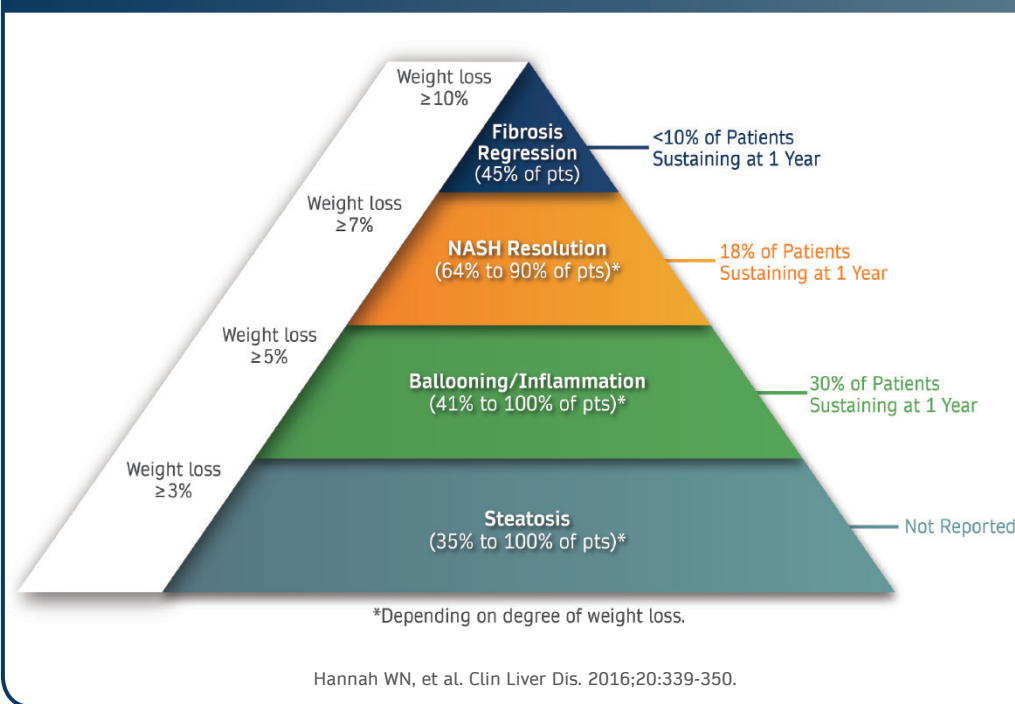 Weight loss
≥10%
Fibrosis
Regression
(45% of pts)
<10% of Patients
Sustaining at 1 Year
Weight loss
≥7%
NASH Resolution
(64% to 90% of pts)*
18% of Patients
Sustaining at 1 Year
Weight loss
≥5%
Ballooning/Inflammation
(41% to 100% of pts)*
30% of Patients
Sustaining at 1 Year
Weight loss
≥3%
Steatosis
(35% to 100% of pts)*
Not Reported
*Depending on degree of weight loss.
Hannah WN, et al. Clin Liver Dis. 2016;20:339-350.